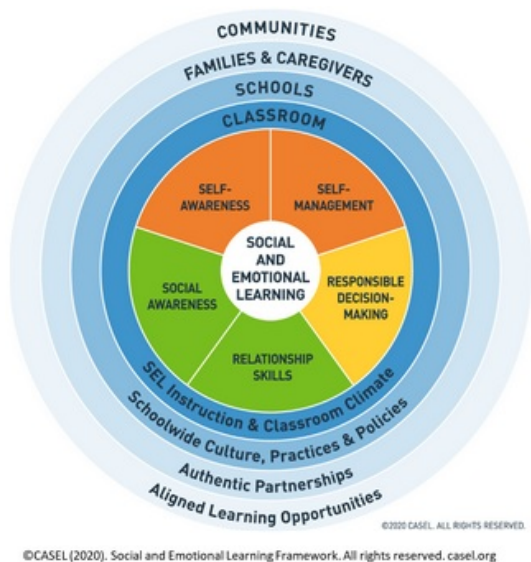 COMMUNITIES
FAMILIES & CAREGIVERS
SCHOOLS
CLASSROOM
SELF-
AWARENESS
SELF-
MANAGEMENT
SOCIAL
AND
EMOTIONAL
LEARNING
SOCIAL
AWARENESS
RESPONSIBLE
DECISION-
MAKING
RELATIONSHIP
SKILLS
SEL Instruction & Classroom Climate
Schoolwide Culture, Practices & Policies
Authentic Partnerships
Aligned Learning Opportunities
©2020 CASEL. ALL RIGHTS RESERVED.
©CASEL (2020). Social and Emotional Learning Framework. All rights reserved. casel.org